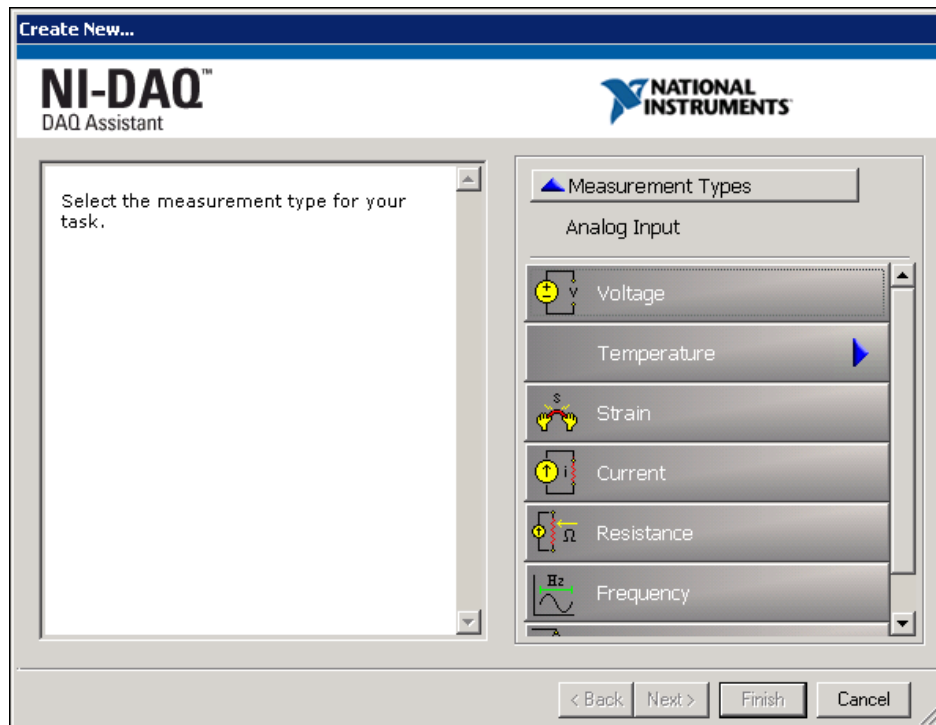 Create New...
NI-DAQ™
DAQ Assistant
NATIONAL
INSTRUMENTS
Select the measurement type for your
task.
Measurement Types
Analog Input
V
Voltage
Temperature
S
Strain
i
Current
Ω
Resistance
Hz
Frequency
A
< Back
Next >
Finish
Cancel